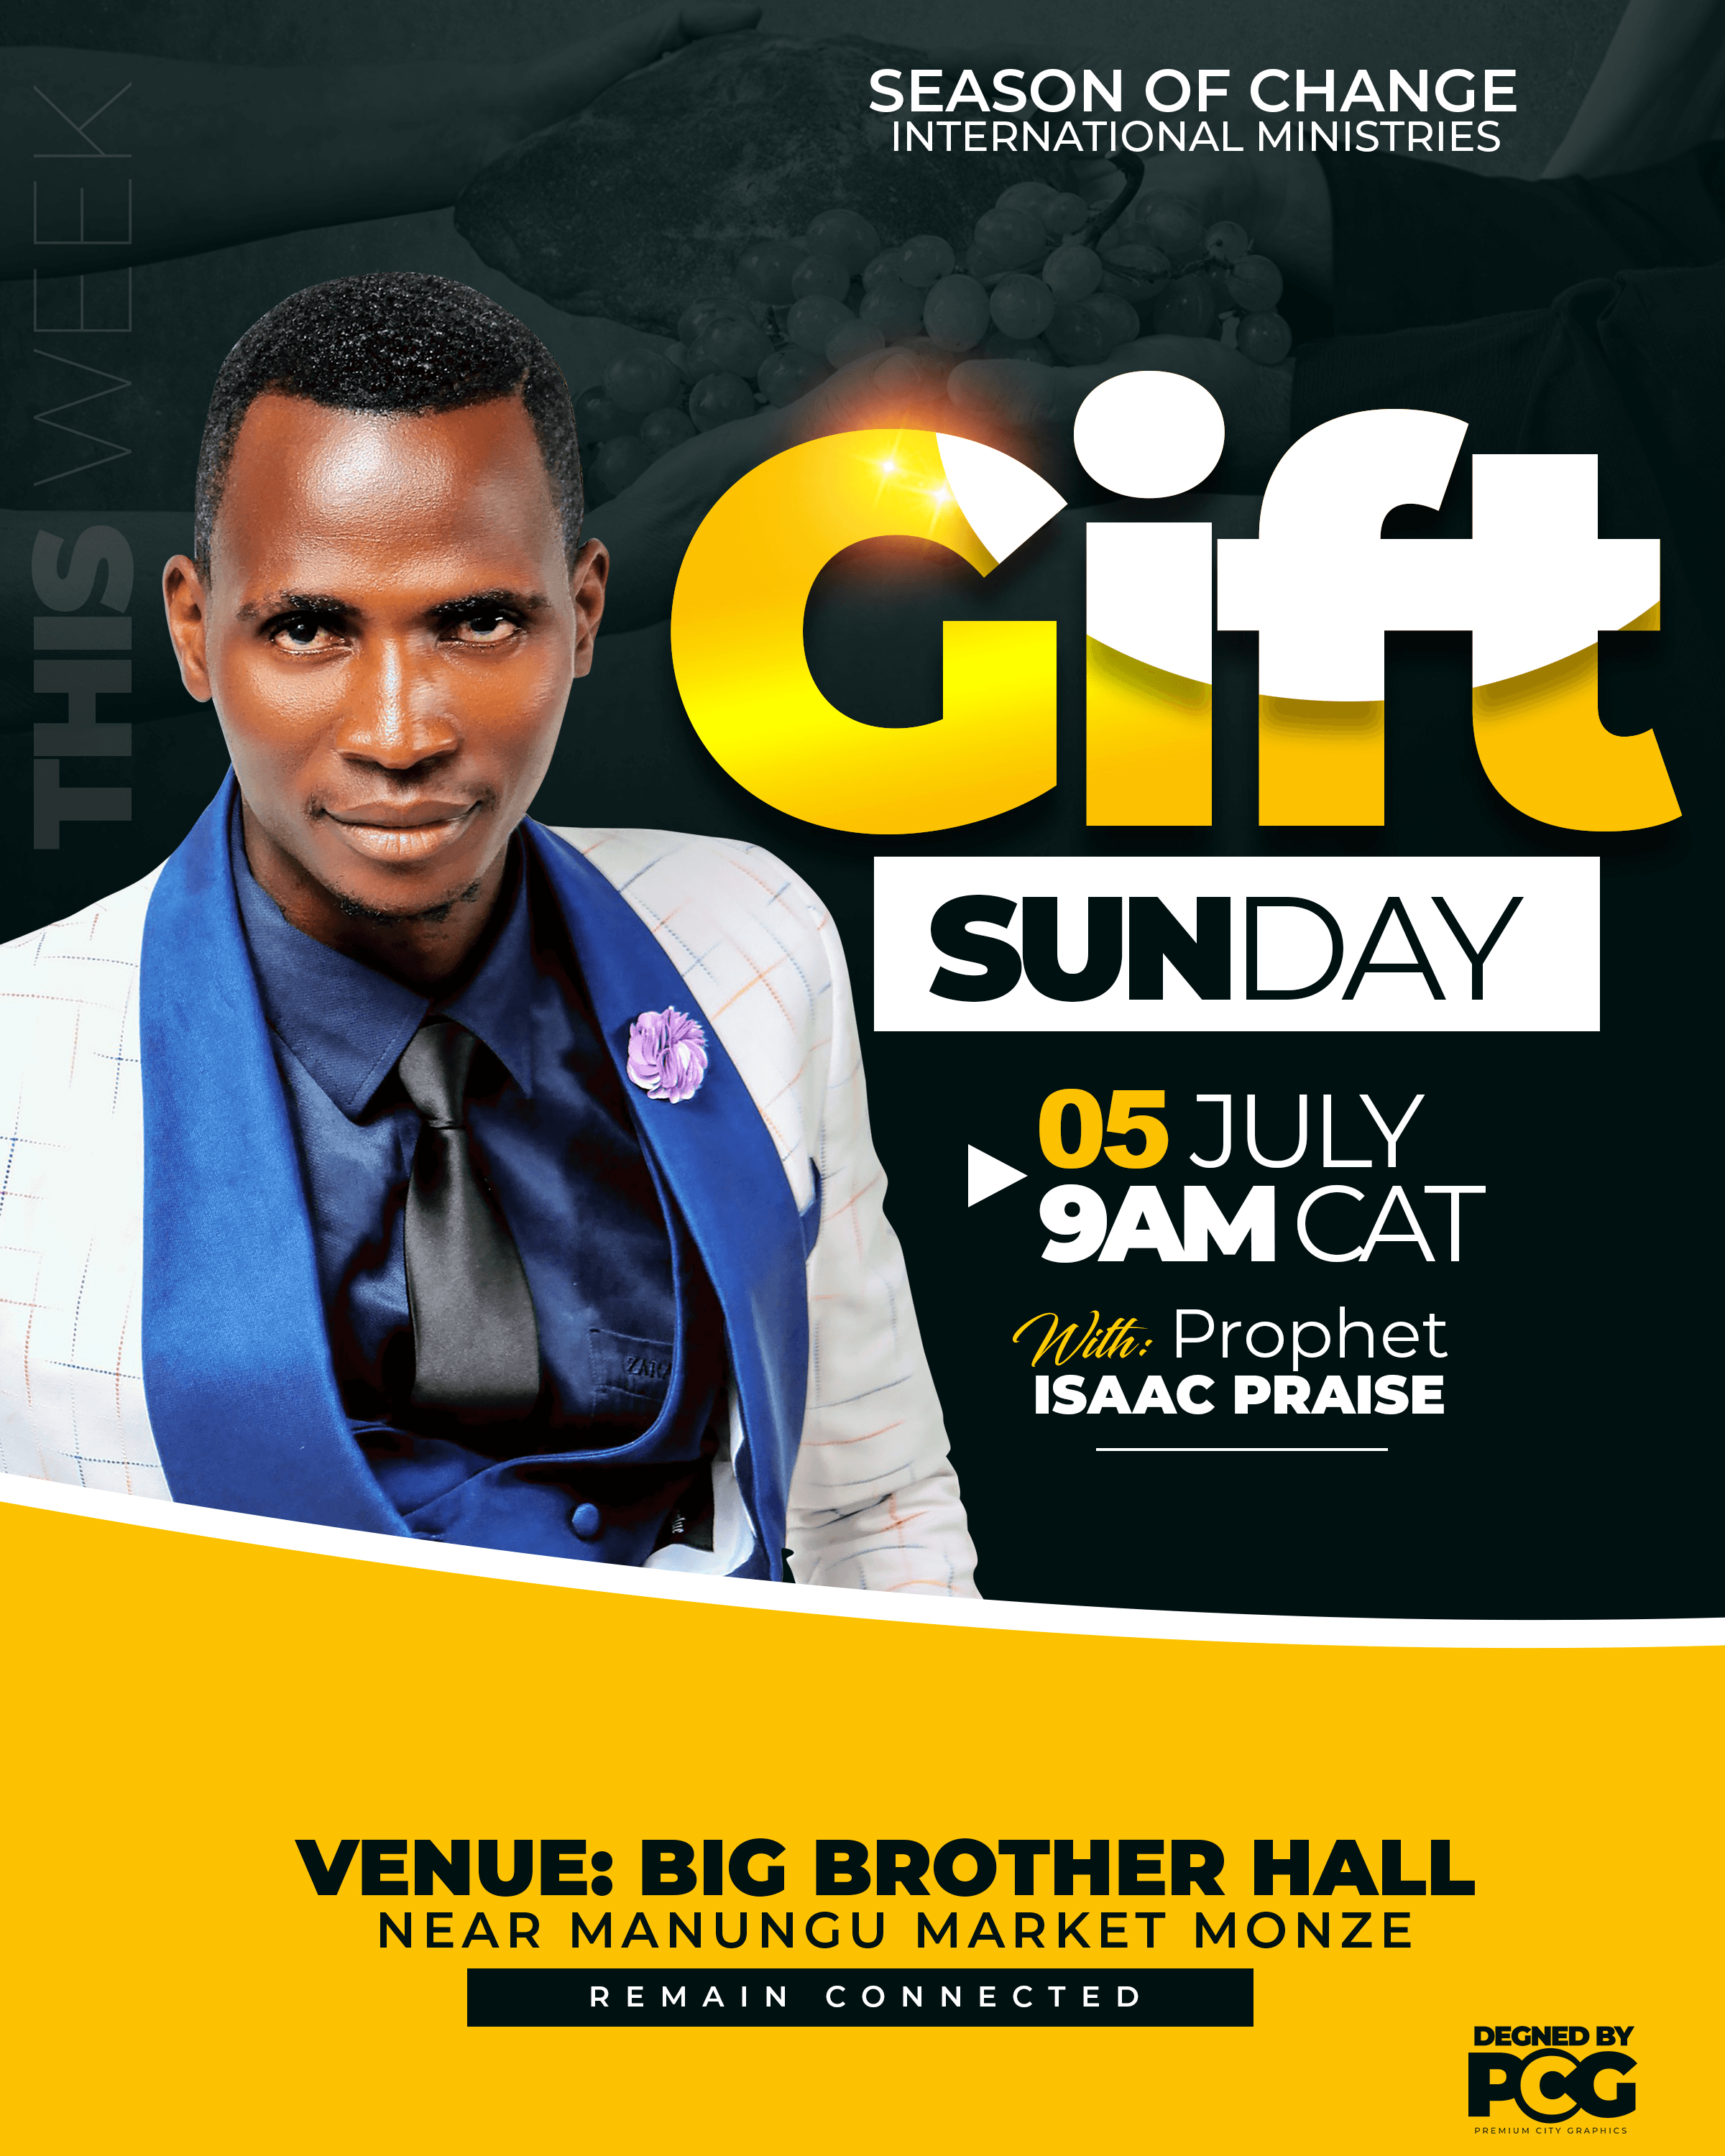 SEASON OF CHANGE
INTERNATIONAL MINISTRIES
THIS WEEK
Gift
SUNDAY
05 JULY
9AM CAT
With: Prophet
ISAAC PRAISE
VENUE: BIG BROTHER HALL
NEAR MANUNGU MARKET MONZE
REMAIN CONNECTED
DEGNED BY
PCG
PREMIUM CITY GRAPHICS